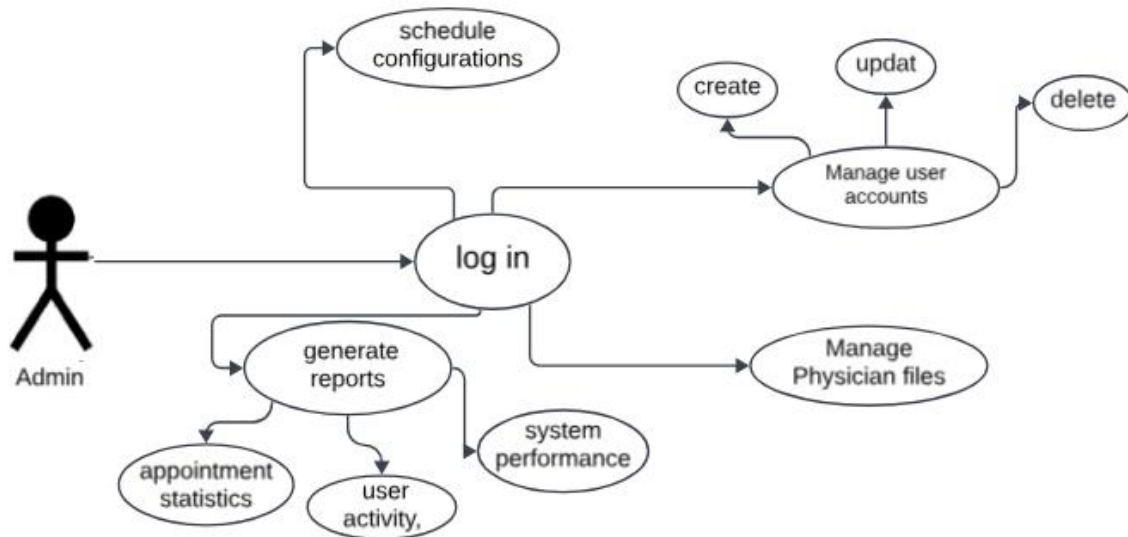 schedule
configurations
create
updat
delete
Manage user
accounts
log in
Admin
generate
reports
Manage
Physician files
appointment
statistics
user
activity,
system
performance